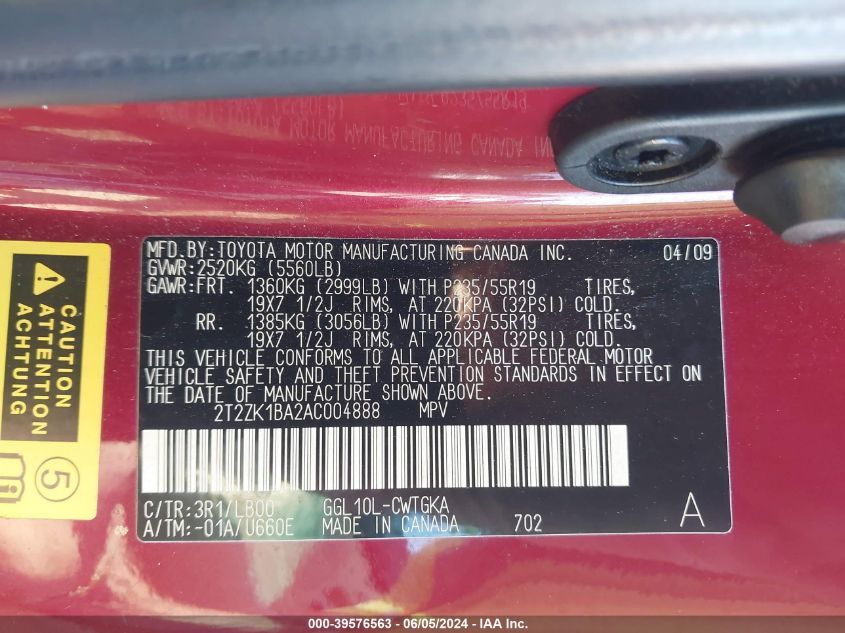 MFD.BY:TOYOTA MOTOR MANUFACTURING CANADA INC. 04/09
GVWR:2520KG (5560LB)
GAWR:FRT. 1360KG (2999LB) WITH P235/55R19 TIRES,
19X7 1/2J RIMS, AT 220KPA (32PSI) COLD.
RR. 1385KG (3056LB) WITH P235/55R19 TIRES,
19X7 1/2J RIMS, AT 220KPA (32PSI) COLD.
THIS VEHICLE CONFORMS TO ALL APPLICABLE FEDERAL MOTOR
VEHICLE SAFETY AND THEFT PREVENTION STANDARDS IN EFFECT ON
THE DATE OF MANUFACTURE SHOWN ABOVE.
2T2ZK1BA2AC004888 MPV
C/TR:3R1/LB00 GGL10L-CWTGKA
A/TM:-01A/U660E MADE IN CANADA 702 A
CAUTION
ATTENTION
ACHTUNG
5
000-39576563 - 06/05/2024 - IAA Inc.